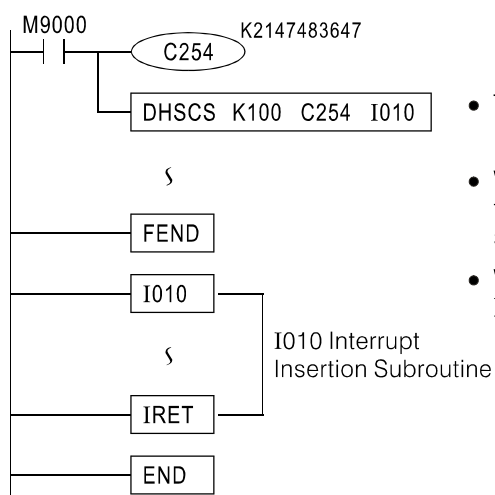 M9000
K2147483647
C254
DHSCS K100 C254 I010
FEND
I010
I010 Interrupt
Insertion Subroutine
IRET
END